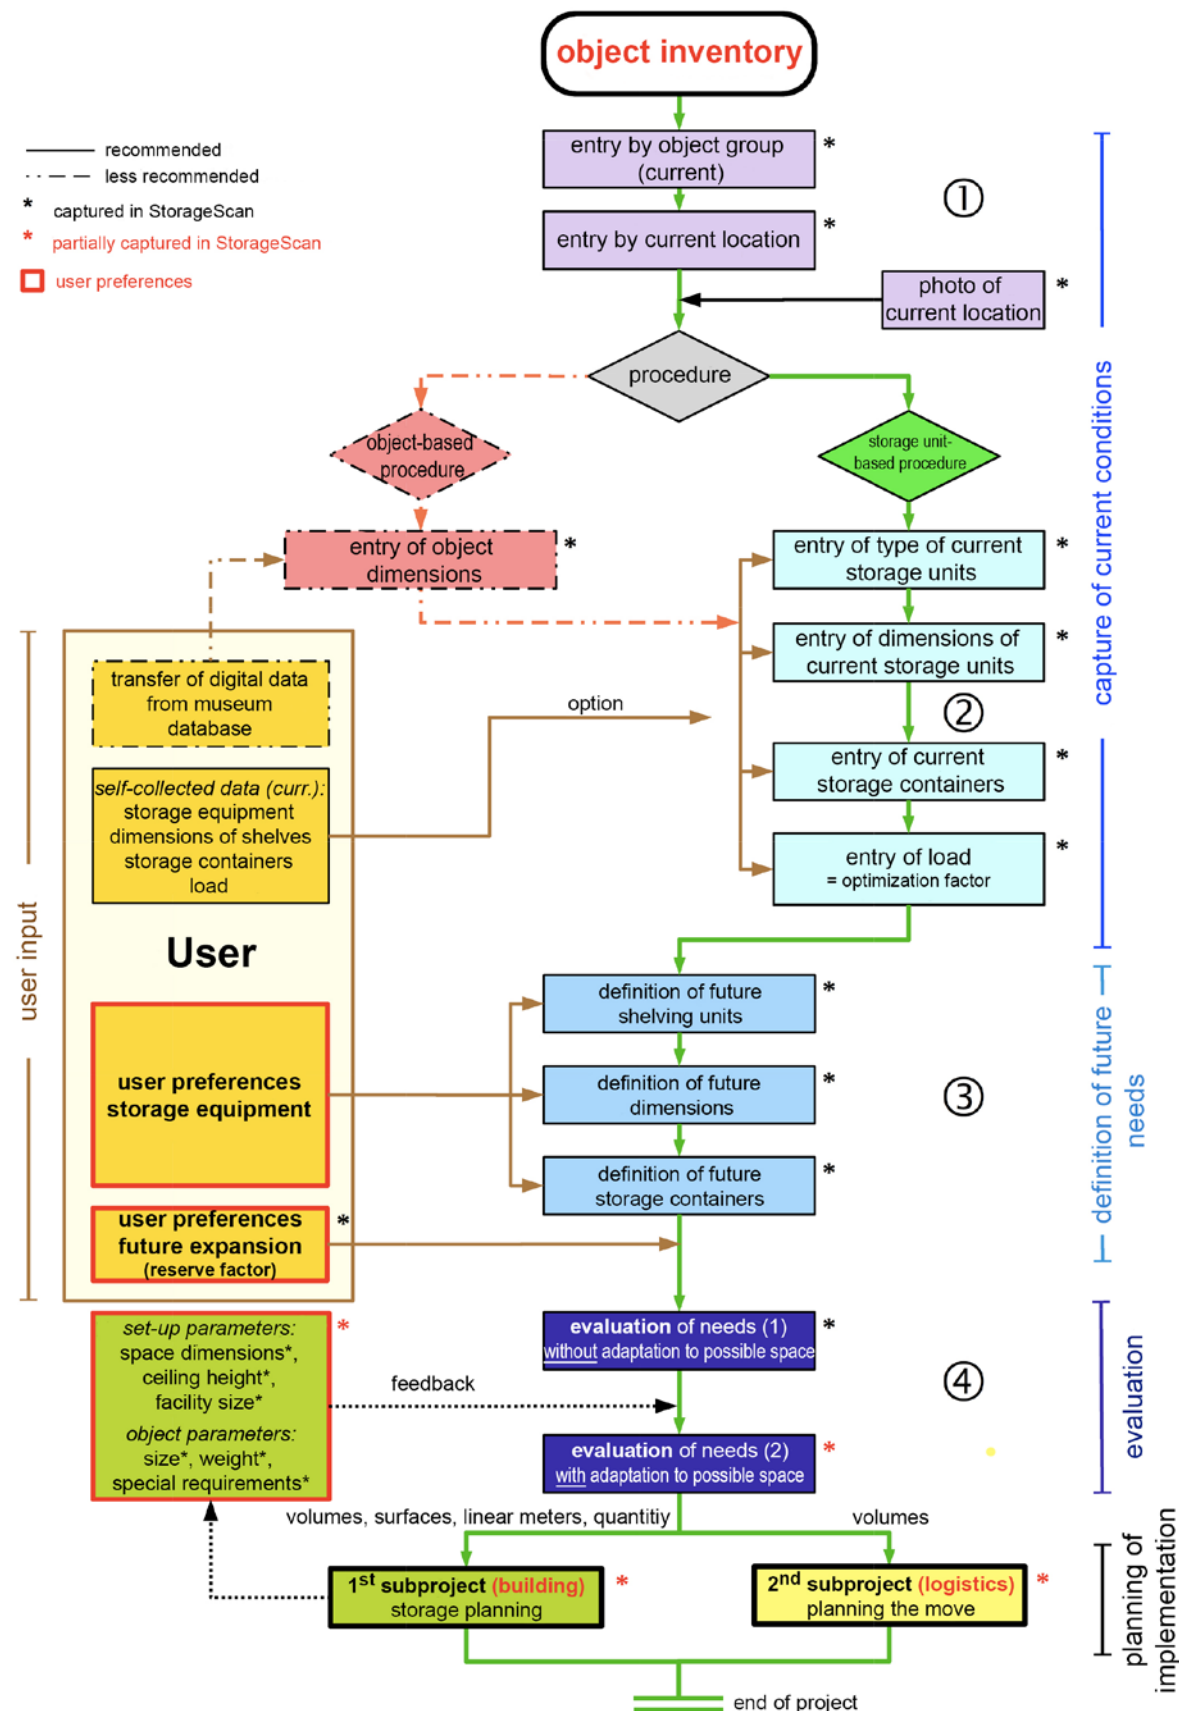 object inventory
recommended
less recommended
* captured in StorageScan
* partially captured in StorageScan
user preferences
entry by object group
(current)
*
entry by current location
*
①
photo of
current location
*
procedure
object-based
procedure
storage unit-
based procedure
capture of current conditions
entry of object
dimensions
*
entry of type of current
storage units
*
entry of dimensions of
current storage units
*
②
entry of current
storage containers
*
entry of load
= optimization factor
*
user input
transfer of digital data
from museum
database
option
self-collected data (curr.):
storage equipment
dimensions of shelves
storage containers
load
User
user preferences
storage equipment
user preferences
future expansion
(reserve factor)
*
definition of future
shelving units
*
definition of future
dimensions
*
definition of future
storage containers
*
③
definition of future
needs
set-up parameters:
space dimensions*,
ceiling height*,
facility size*
object parameters:
size*, weight*,
special requirements*
*
feedback
evaluation of needs (1)
without adaptation to possible space
*
④
evaluation
evaluation of needs (2)
with adaptation to possible space
*
volumes, surfaces, linear meters, quantitiy
volumes
1st subproject (building)
storage planning
*
2nd subproject (logistics)
planning the move
*
planning of
implementation
end of project